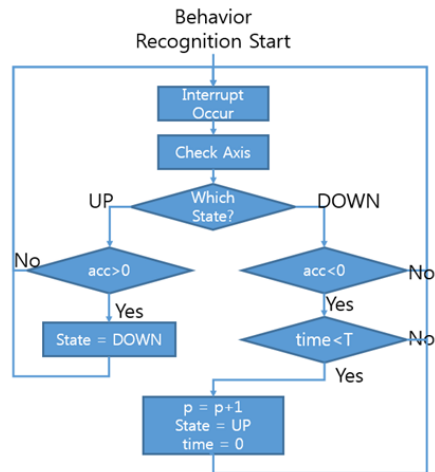 Behavior
Recognition Start
Interrupt
Occur
Check Axis
UP
Which
State?
DOWN
No
acc>0
acc<0
No
Yes
Yes
State = DOWN
time<T
No
Yes
p = p+1
State = UP
time = 0